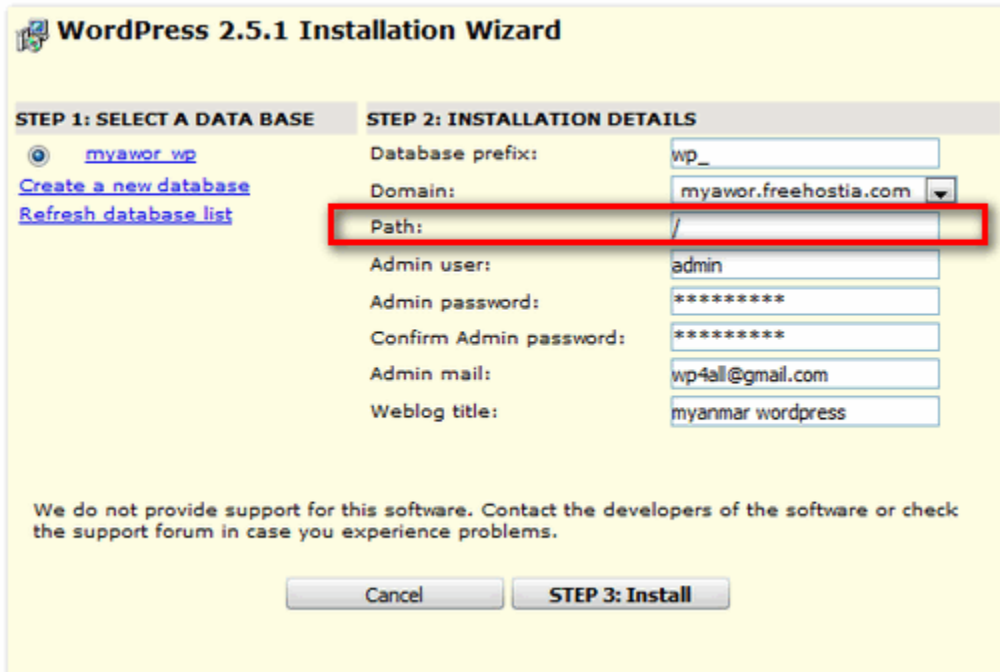 WordPress 2.5.1 Installation Wizard
STEP 1: SELECT A DATA BASE
myawor_wp
Create a new database
Refresh database list
STEP 2: INSTALLATION DETAILS
Database prefix: wp_
Domain: myawor.freehostia.com
Path: /
Admin user: admin
Admin password: *********
Confirm Admin password: *********
Admin mail: wp4all@gmail.com
Weblog title: myanmar wordpress
We do not provide support for this software. Contact the developers of the software or check
the support forum in case you experience problems.
Cancel
STEP 3: Install